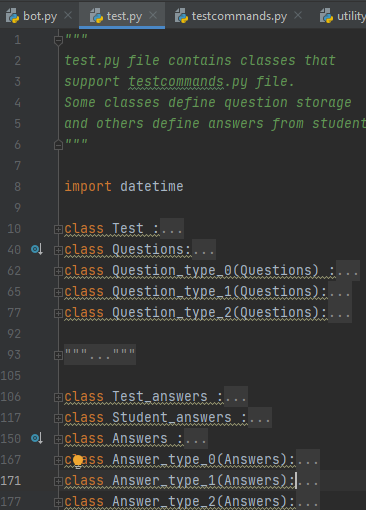 bot.py test.py testcommands.py utility
1 """
2 test.py file contains classes that
3 support testcommands.py file.
4 Some classes define question storage
5 and others define answers from student
6 """
7
8 import datetime
9
10 class Test :...
40 class Questions:...
62 class Question_type_0(Questions) :...
65 class Question_type_1(Questions):...
77 class Question_type_2(Questions):...
92
93 """..."""
105
106 class Test_answers :...
117 class Student_answers :...
150 class Answers :...
167 class Answer_type_0(Answers):...
171 class Answer_type_1(Answers):...
177 class Answer_type_2(Answers):...